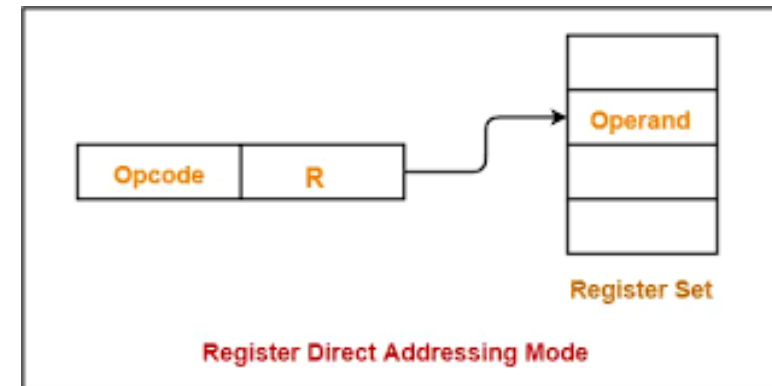 Opcode
R
Operand
Register Set
Register Direct Addressing Mode